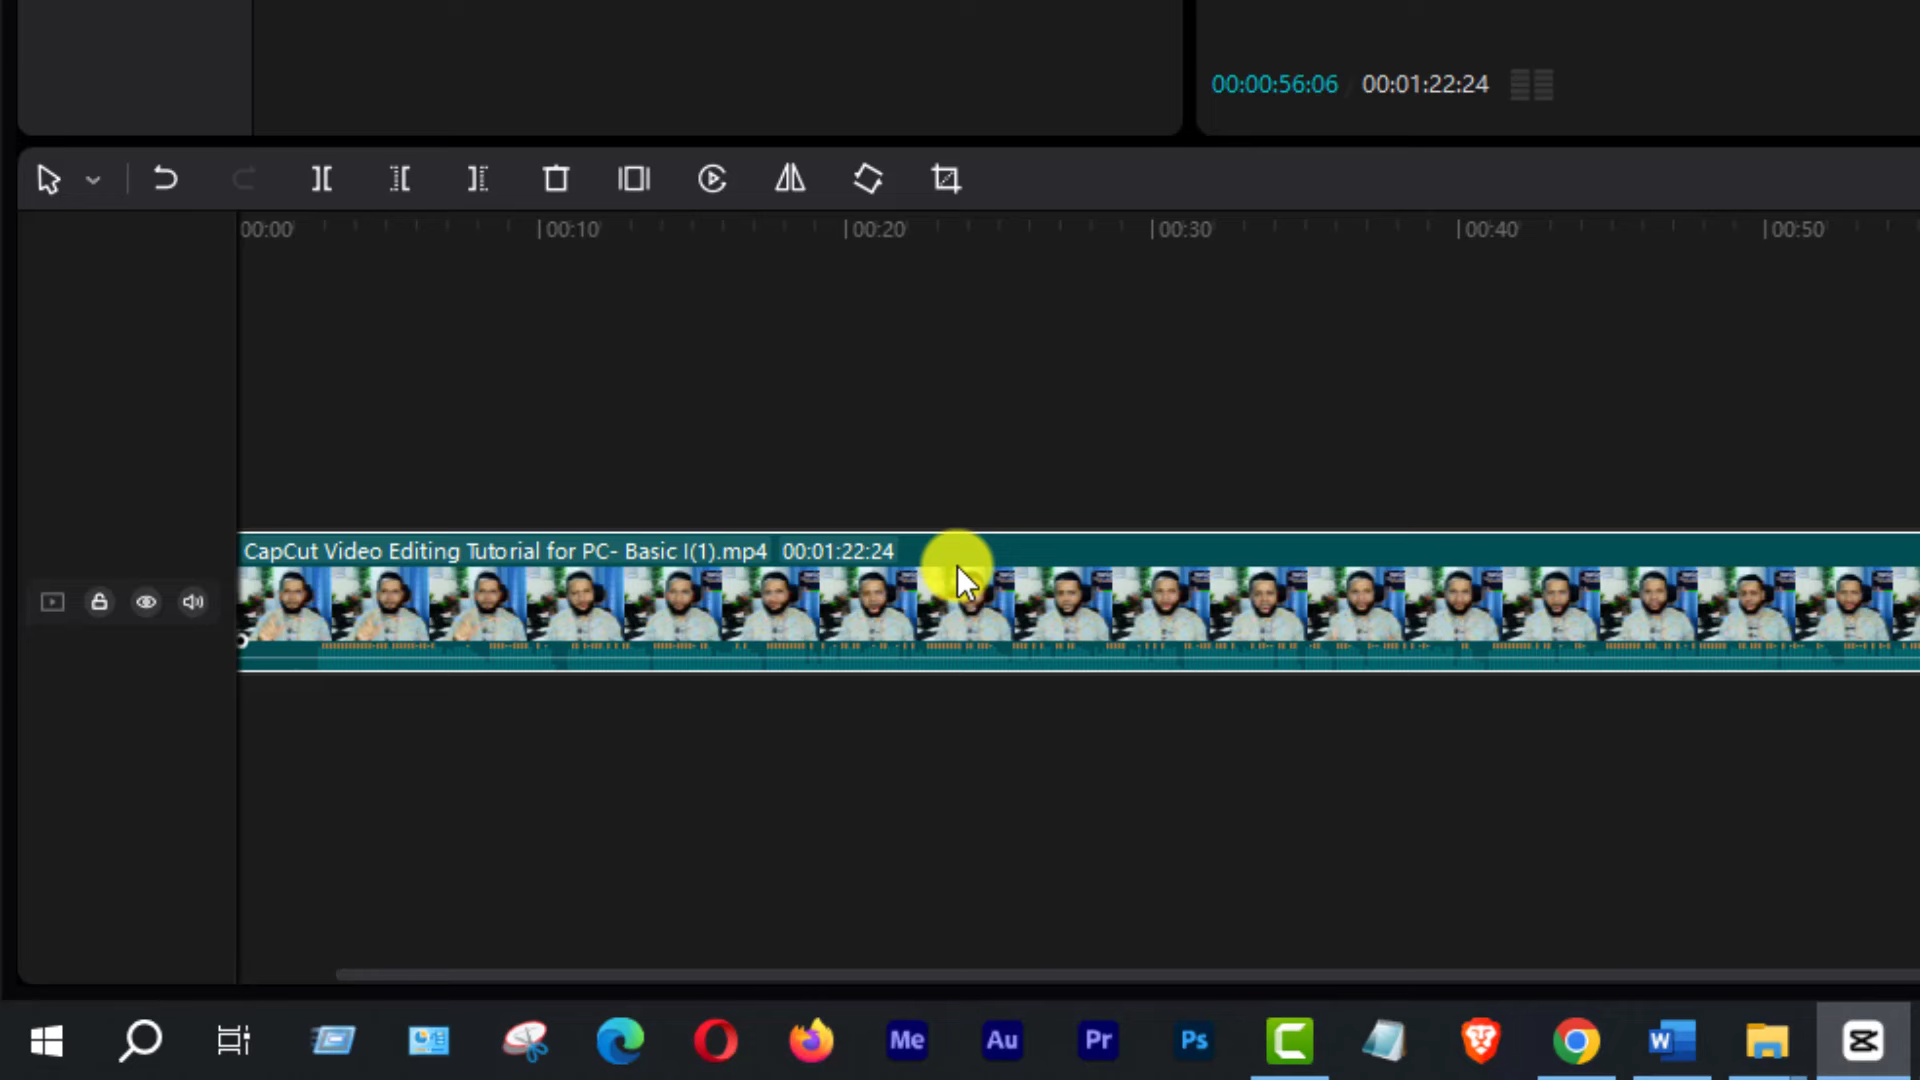 00:00:56:06 / 00:01:22:24
00:00 00:10 00:20 00:30 00:40 00:50
CapCut Video Editing Tutorial for PC- Basic I(1).mp4 00:01:22:24
Me Au Pr Ps W